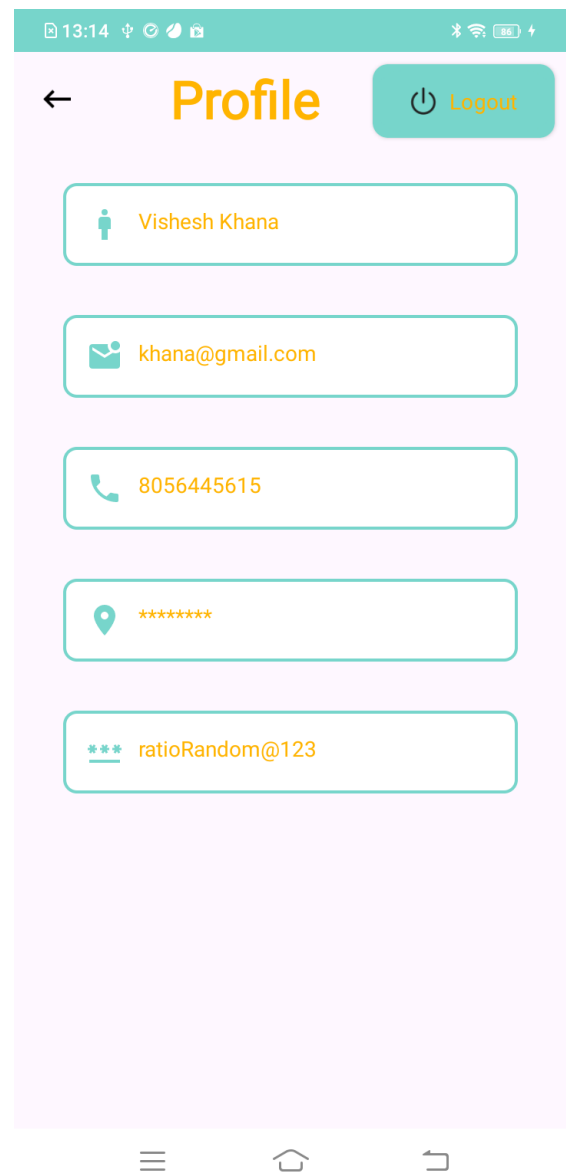 13:14
86
Profile
Logout
Vishesh Khana
khana@gmail.com
8056445615
********
*** ratioRandom@123